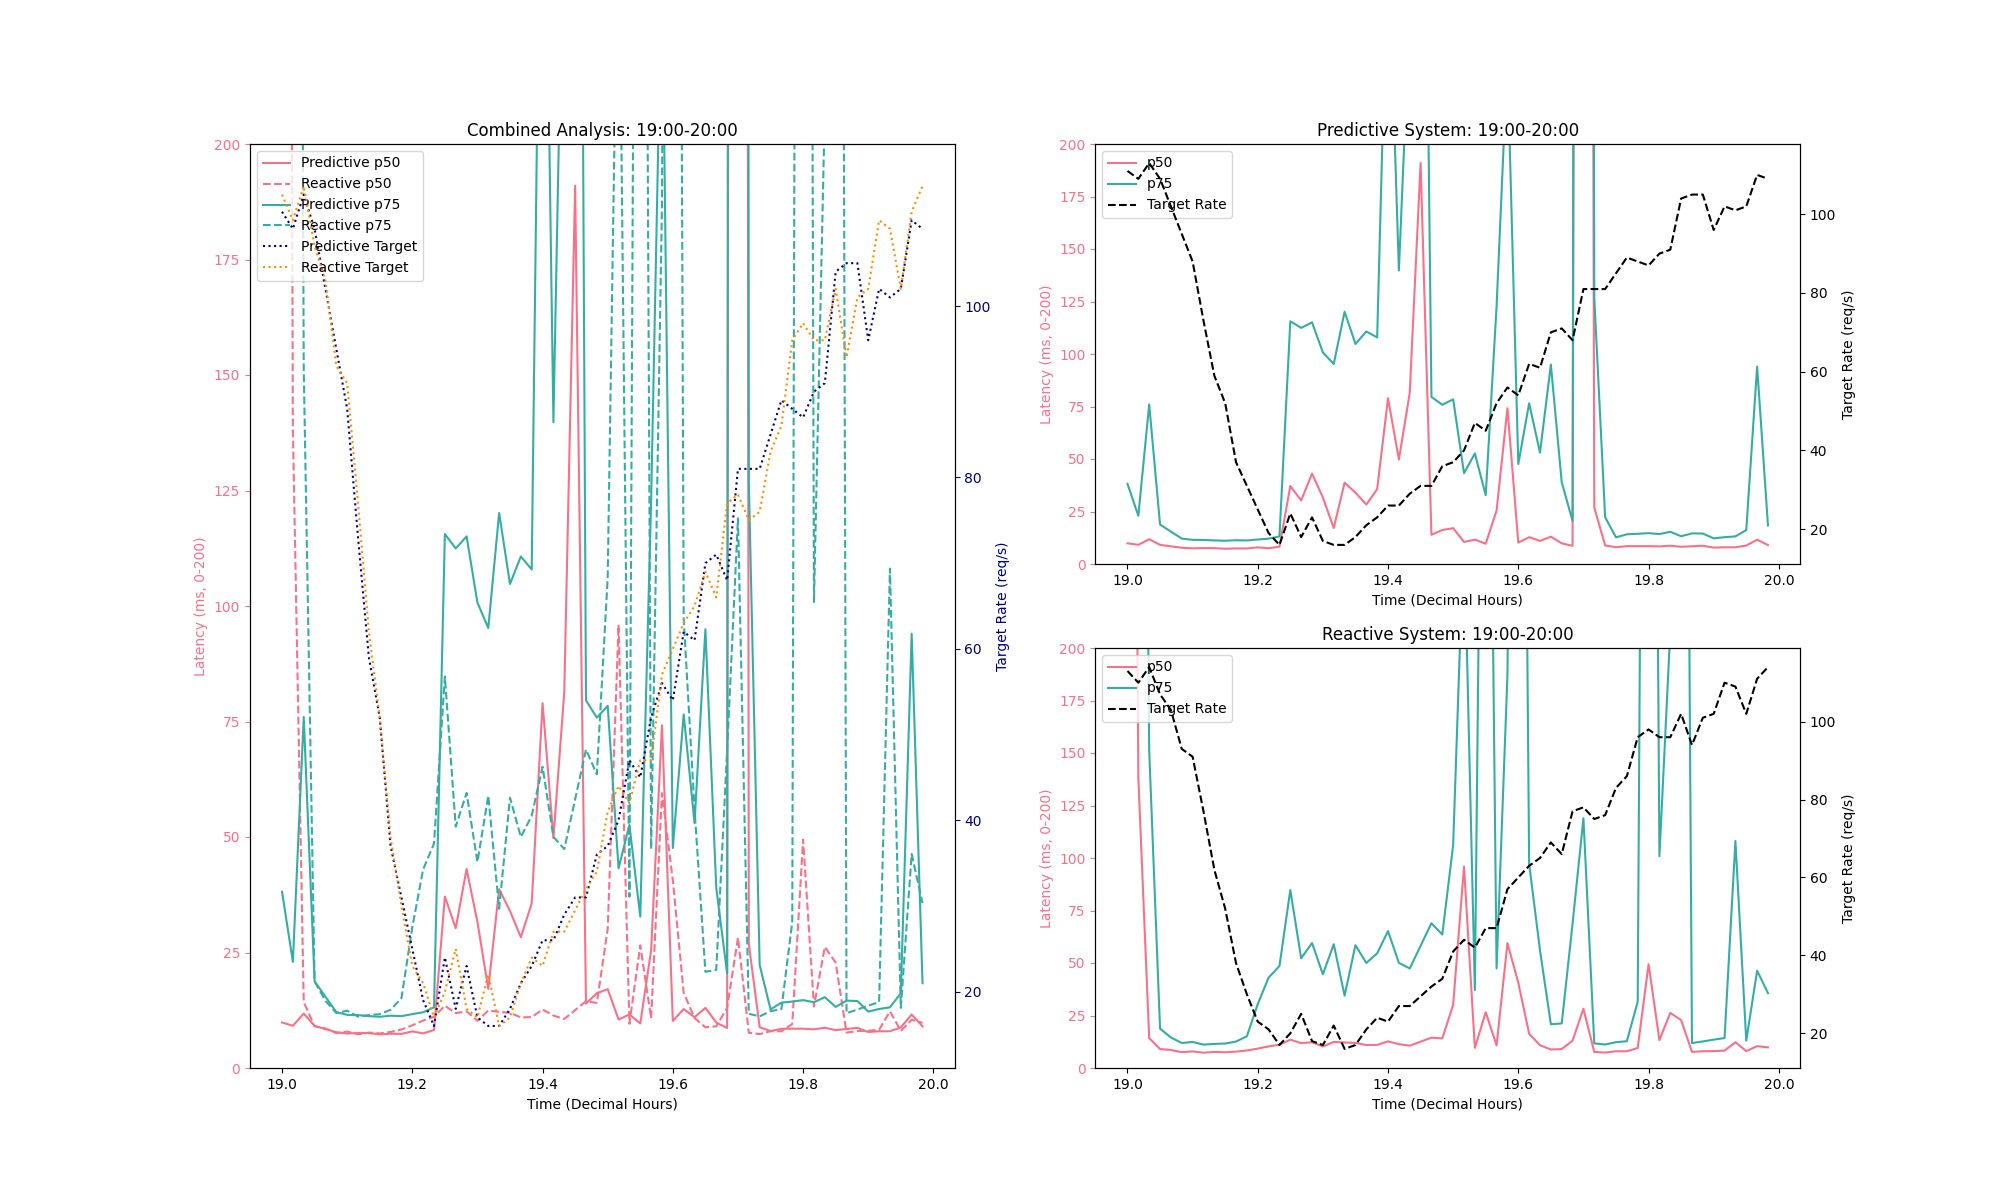 Combined Analysis: 19:00-20:00
Predictive p50
Reactive p50
Predictive p75
Reactive p75
Predictive Target
Reactive Target
200
175
150
125
100
75
50
25
0
Latency (ms, 0-200)
100
80
60
40
20
Target Rate (req/s)
19.0 19.2 19.4 19.6 19.8 20.0
Time (Decimal Hours)
Predictive System: 19:00-20:00
p50
p75
Target Rate
200
175
150
125
100
75
50
25
0
Latency (ms, 0-200)
100
80
60
40
20
Target Rate (req/s)
19.0 19.2 19.4 19.6 19.8 20.0
Time (Decimal Hours)
Reactive System: 19:00-20:00
p50
p75
Target Rate
200
175
150
125
100
75
50
25
0
Latency (ms, 0-200)
100
80
60
40
20
Target Rate (req/s)
19.0 19.2 19.4 19.6 19.8 20.0
Time (Decimal Hours)